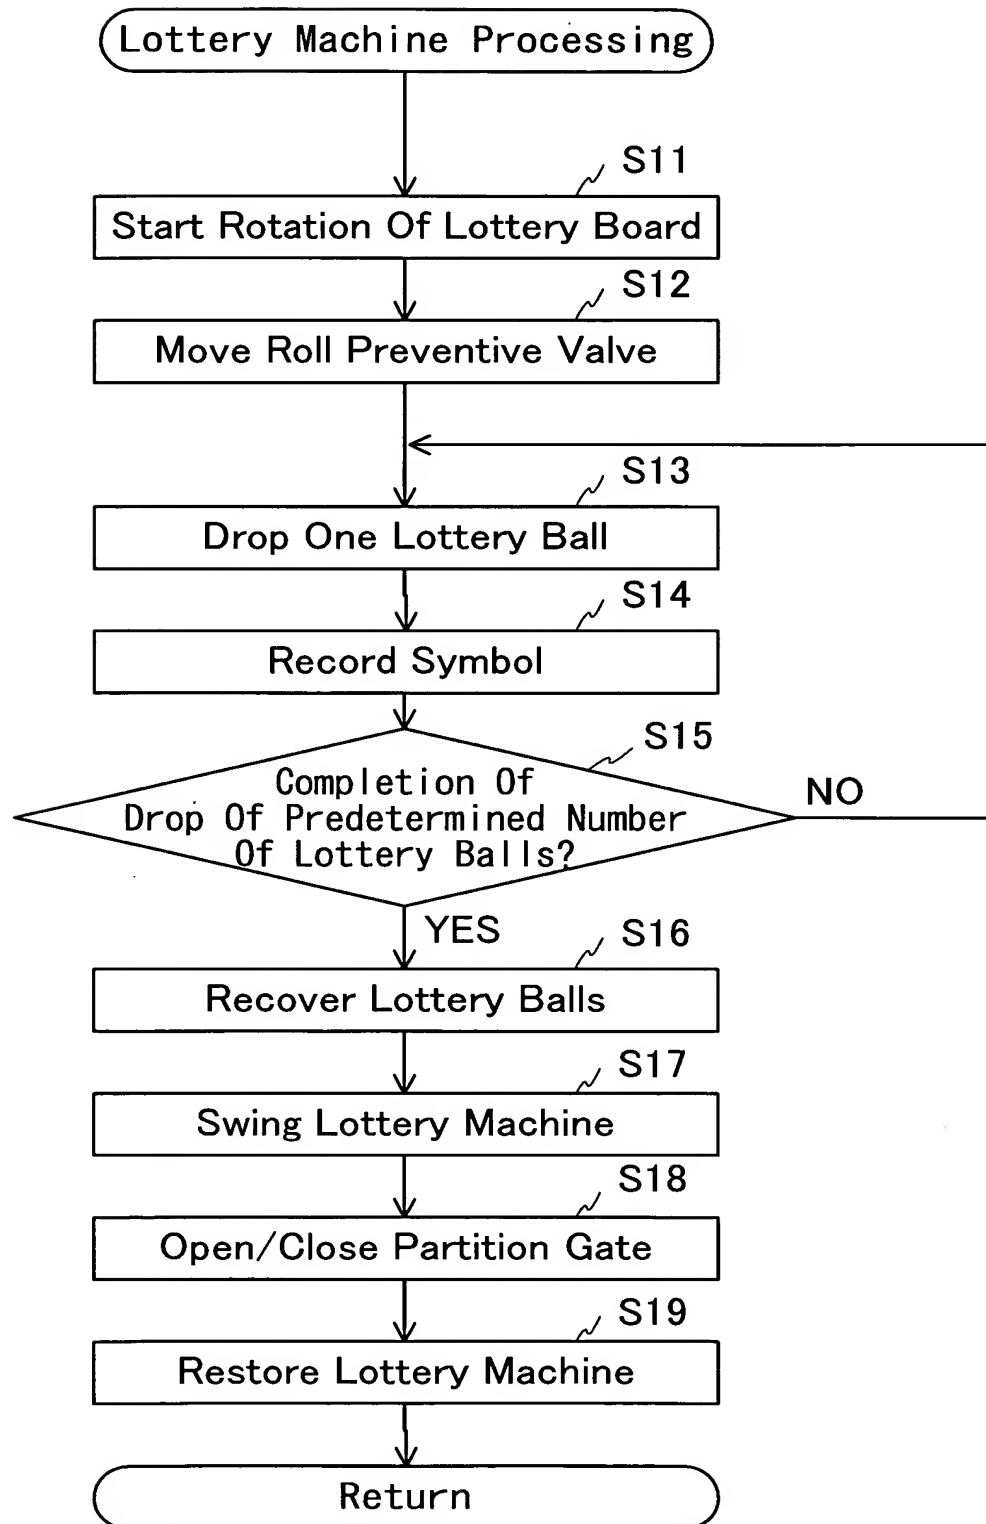 Lottery Machine Processing
S11
Start Rotation Of Lottery Board
S12
Move Roll Preventive Valve
S13
Drop One Lottery Ball
S14
Record Symbol
S15
Completion Of
Drop Of Predetermined Number
Of Lottery Balls?
NO
YES
S16
Recover Lottery Balls
S17
Swing Lottery Machine
S18
Open/Close Partition Gate
S19
Restore Lottery Machine
Return